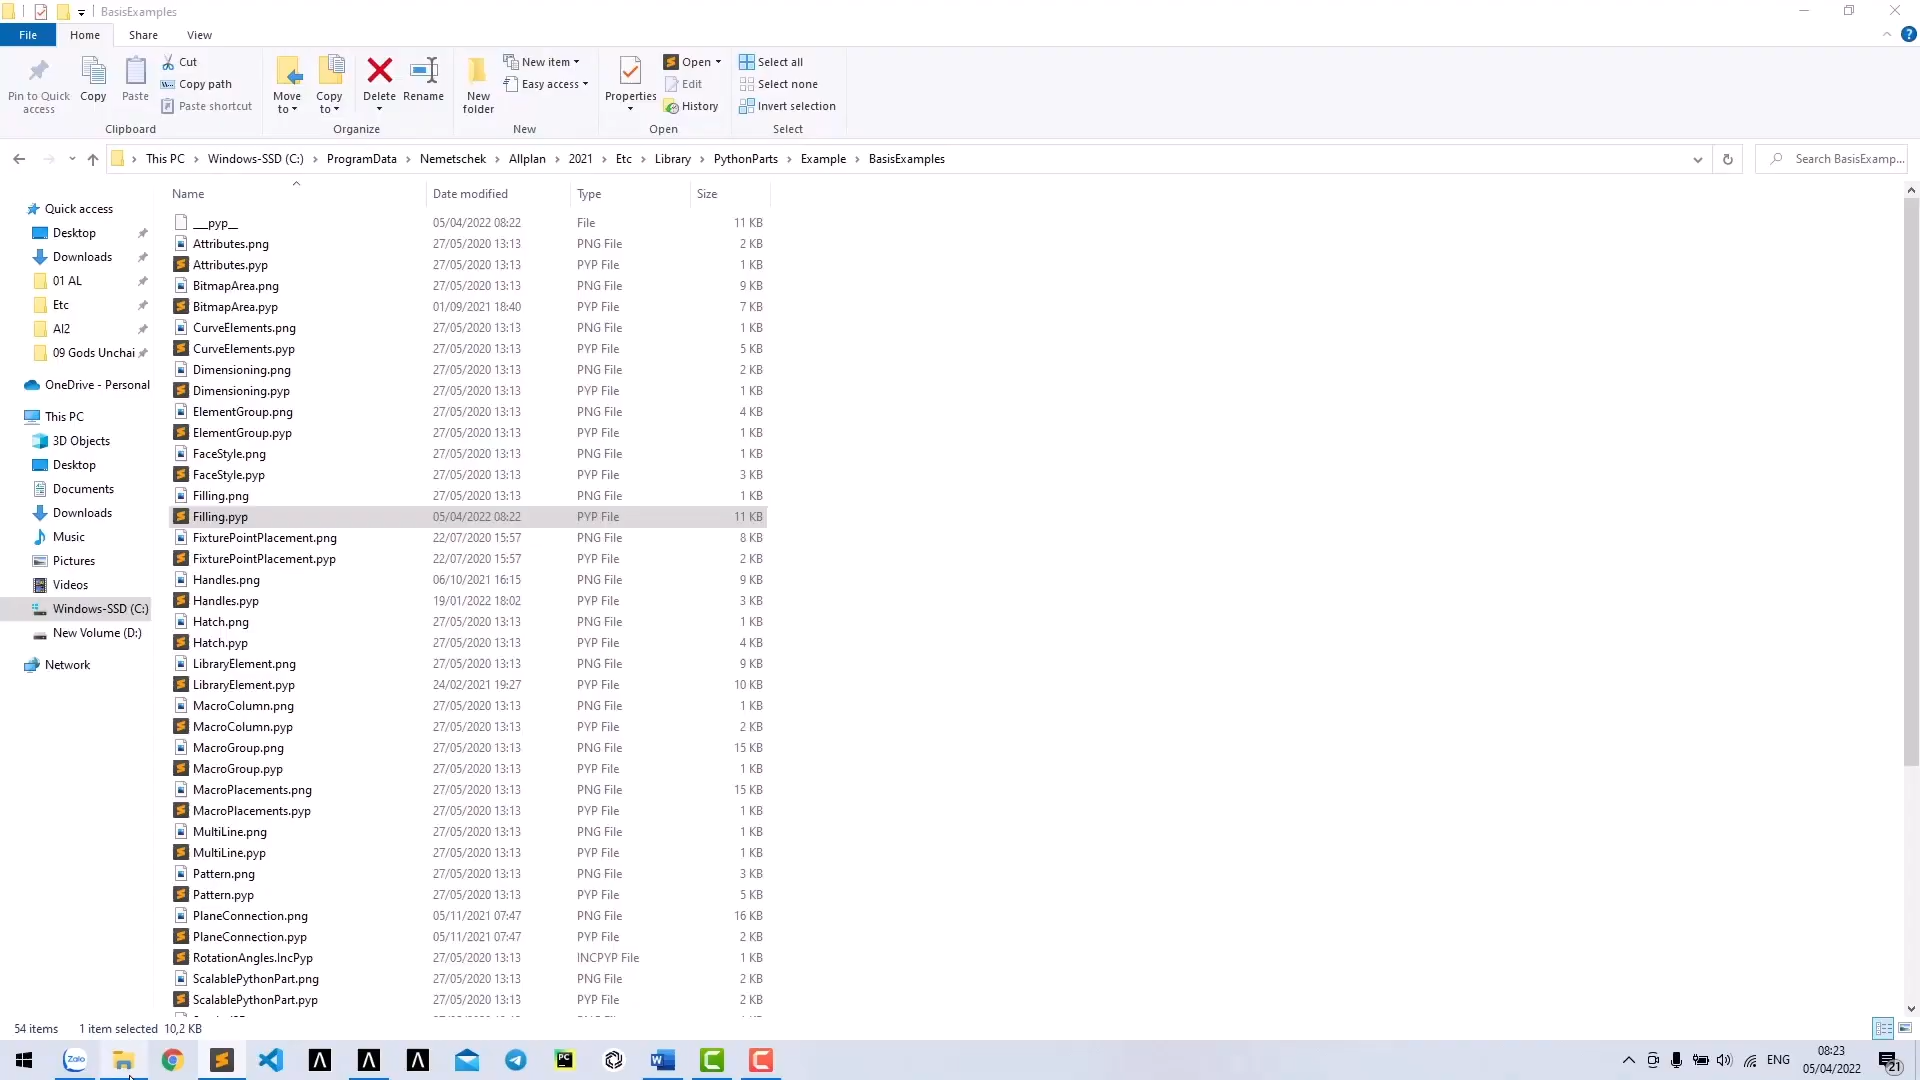 BasisExamples
File
Home
Share
View
Pin to Quick access
Copy
Paste
Cut
Copy path
Paste shortcut
Move to
Copy to
Delete
Rename
New folder
New item
Easy access
Properties
Open
Edit
History
Select all
Select none
Invert selection
Clipboard
Organize
New
Open
Select
This PC › Windows-SSD (C:) › ProgramData › Nemetschek › Allplan › 2021 › Etc › Library › PythonParts › Example › BasisExamples
Search BasisExamp...
Quick access
Desktop
Downloads
01 AL
Etc
AI2
09 Gods Unchai
OneDrive - Personal
This PC
3D Objects
Desktop
Documents
Downloads
Music
Pictures
Videos
Windows-SSD (C:)
New Volume (D:)
Network
Name Date modified Type Size
__pyp__ 05/04/2022 08:22 File 11 KB
Attributes.png 27/05/2020 13:13 PNG File 2 KB
Attributes.pyp 27/05/2020 13:13 PYP File 1 KB
BitmapArea.png 27/05/2020 13:13 PNG File 9 KB
BitmapArea.pyp 01/09/2021 18:40 PYP File 7 KB
CurveElements.png 27/05/2020 13:13 PNG File 1 KB
CurveElements.pyp 27/05/2020 13:13 PYP File 5 KB
Dimensioning.png 27/05/2020 13:13 PNG File 2 KB
Dimensioning.pyp 27/05/2020 13:13 PYP File 1 KB
ElementGroup.png 27/05/2020 13:13 PNG File 4 KB
ElementGroup.pyp 27/05/2020 13:13 PYP File 1 KB
FaceStyle.png 27/05/2020 13:13 PNG File 1 KB
FaceStyle.pyp 27/05/2020 13:13 PYP File 3 KB
Filling.png 27/05/2020 13:13 PNG File 1 KB
Filling.pyp 05/04/2022 08:22 PYP File 11 KB
FixturePointPlacement.png 22/07/2020 15:57 PNG File 8 KB
FixturePointPlacement.pyp 22/07/2020 15:57 PYP File 2 KB
Handles.png 06/10/2021 16:15 PNG File 9 KB
Handles.pyp 19/01/2022 18:02 PYP File 3 KB
Hatch.png 27/05/2020 13:13 PNG File 1 KB
Hatch.pyp 27/05/2020 13:13 PYP File 4 KB
LibraryElement.png 27/05/2020 13:13 PNG File 9 KB
LibraryElement.pyp 24/02/2021 19:27 PYP File 10 KB
MacroColumn.png 27/05/2020 13:13 PNG File 1 KB
MacroColumn.pyp 27/05/2020 13:13 PYP File 2 KB
MacroGroup.png 27/05/2020 13:13 PNG File 15 KB
MacroGroup.pyp 27/05/2020 13:13 PYP File 1 KB
MacroPlacements.png 27/05/2020 13:13 PNG File 15 KB
MacroPlacements.pyp 27/05/2020 13:13 PYP File 1 KB
MultiLine.png 27/05/2020 13:13 PNG File 1 KB
MultiLine.pyp 27/05/2020 13:13 PYP File 1 KB
Pattern.png 27/05/2020 13:13 PNG File 3 KB
Pattern.pyp 27/05/2020 13:13 PYP File 5 KB
PlaneConnection.png 05/11/2021 07:47 PNG File 16 KB
PlaneConnection.pyp 05/11/2021 07:47 PYP File 2 KB
RotationAngles.IncPyp 27/05/2020 13:13 INCPYP File 1 KB
ScalablePythonPart.png 27/05/2020 13:13 PNG File 2 KB
ScalablePythonPart.pyp 27/05/2020 13:13 PYP File 2 KB
54 items 1 item selected 10,2 KB
Zalo
PC
ENG
08:23
05/04/2022
21